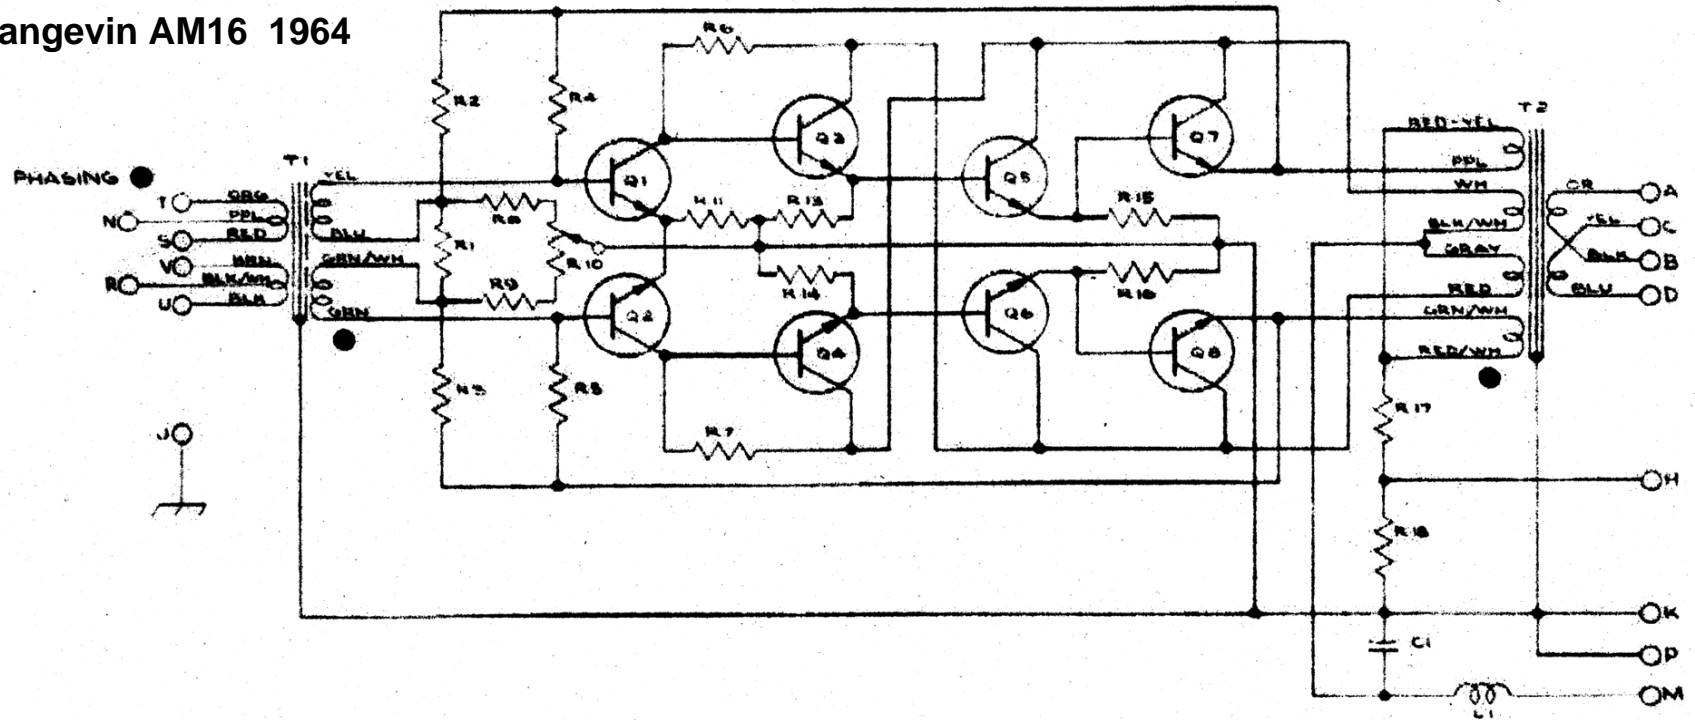 angevin AM16 1964
R6
R2
R4
T2
RED-YEL
Q3
Q7
PPL
T1
YEL
PHASING
Q1
Q5
WH
OR
A
T
ORG
R8
R11
R13
R15
N
PPL
BLK/WH
YEL
C
S
RED
BLU
R1
GRAY
V
BRN
GRN/WH
R10
BLK
B
R
BLK/WH
R9
R14
R16
RED
BLU
D
U
BLK
GRN
Q2
Q6
GRN/WH
Q4
Q8
RED/WH
R3
R5
R17
J
R7
H
R18
K
C1
P
M
L1